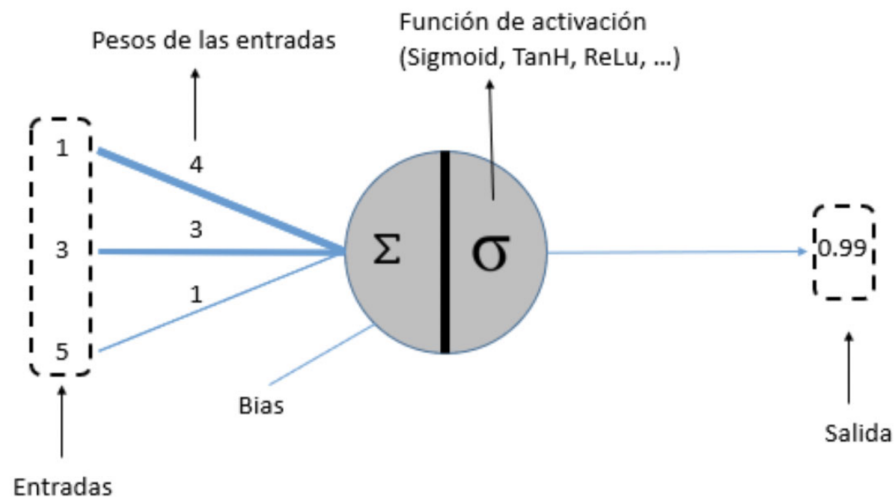 Función de activación
(Sigmoid, TanH, ReLu, ...)
Pesos de las entradas
1
4
3
3
1
5
Σ
σ
0.99
Bias
Salida
Entradas